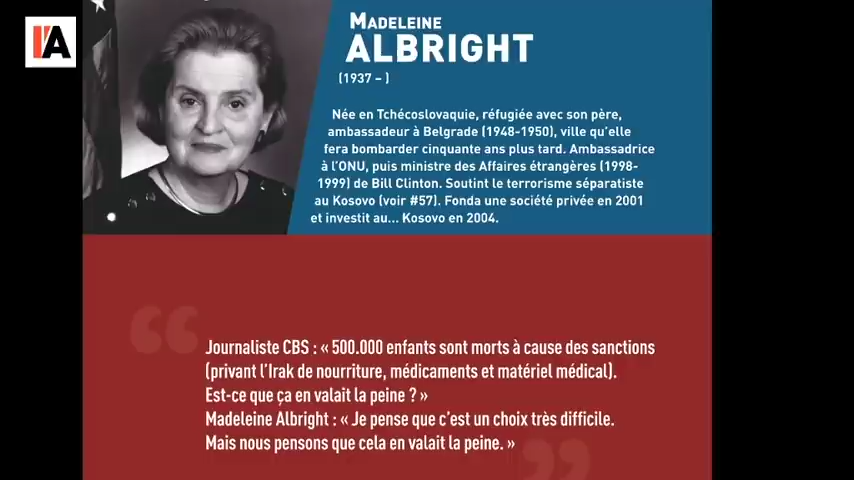 I'A
MADELEINE
ALBRIGHT
(1937 – )
Née en Tchécoslovaquie, réfugiée avec son père,
ambassadeur à Belgrade (1948-1950), ville qu'elle
fera bombarder cinquante ans plus tard. Ambassadrice
à l'ONU, puis ministre des Affaires étrangères (1998-
1999) de Bill Clinton. Soutint le terrorisme séparatiste
au Kosovo (voir #57). Fonda une société privée en 2001
et investit au... Kosovo en 2004.
Journaliste CBS : « 500.000 enfants sont morts à cause des sanctions
(privant l'Irak de nourriture, médicaments et matériel médical).
Est-ce que ça en valait la peine ? »
Madeleine Albright : « Je pense que c'est un choix très difficile.
Mais nous pensons que cela en valait la peine. »